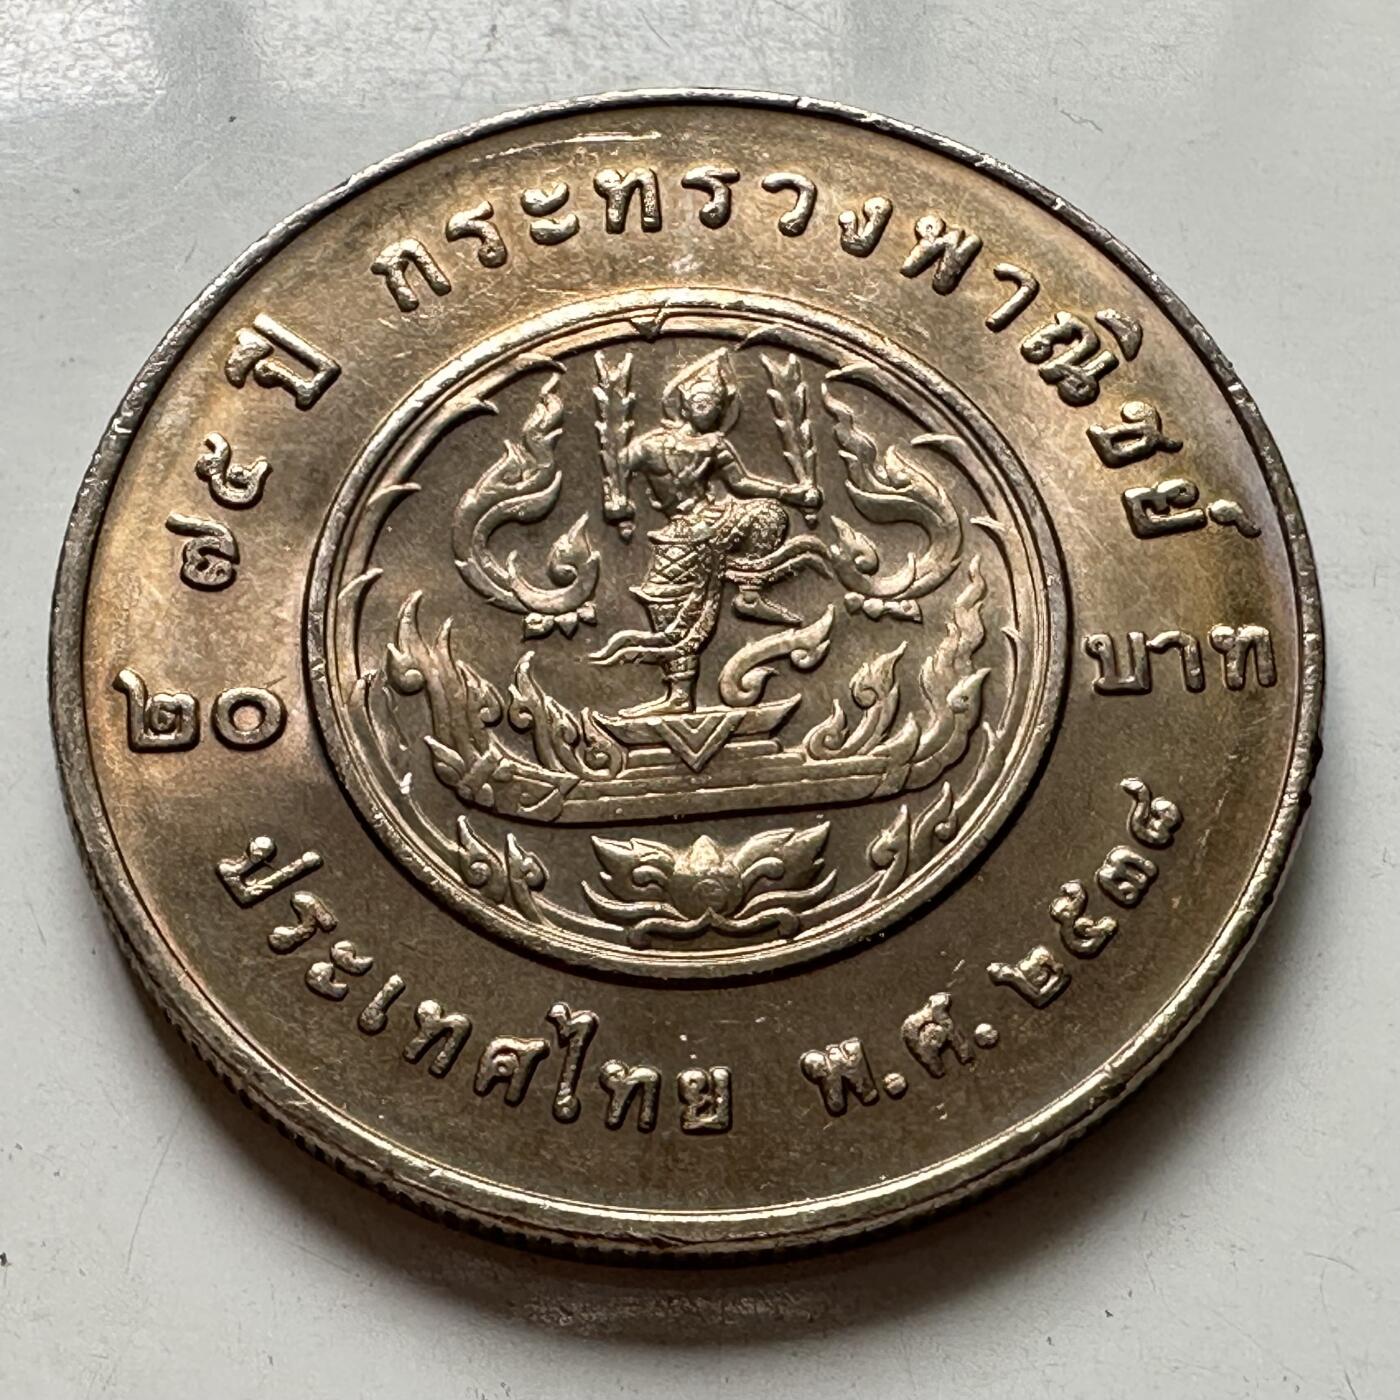 ๗๕ ปี กระทรวงพาณิชย์
๒๐ บาท
ประเทศไทย พ.ศ. ๒๕๓๘